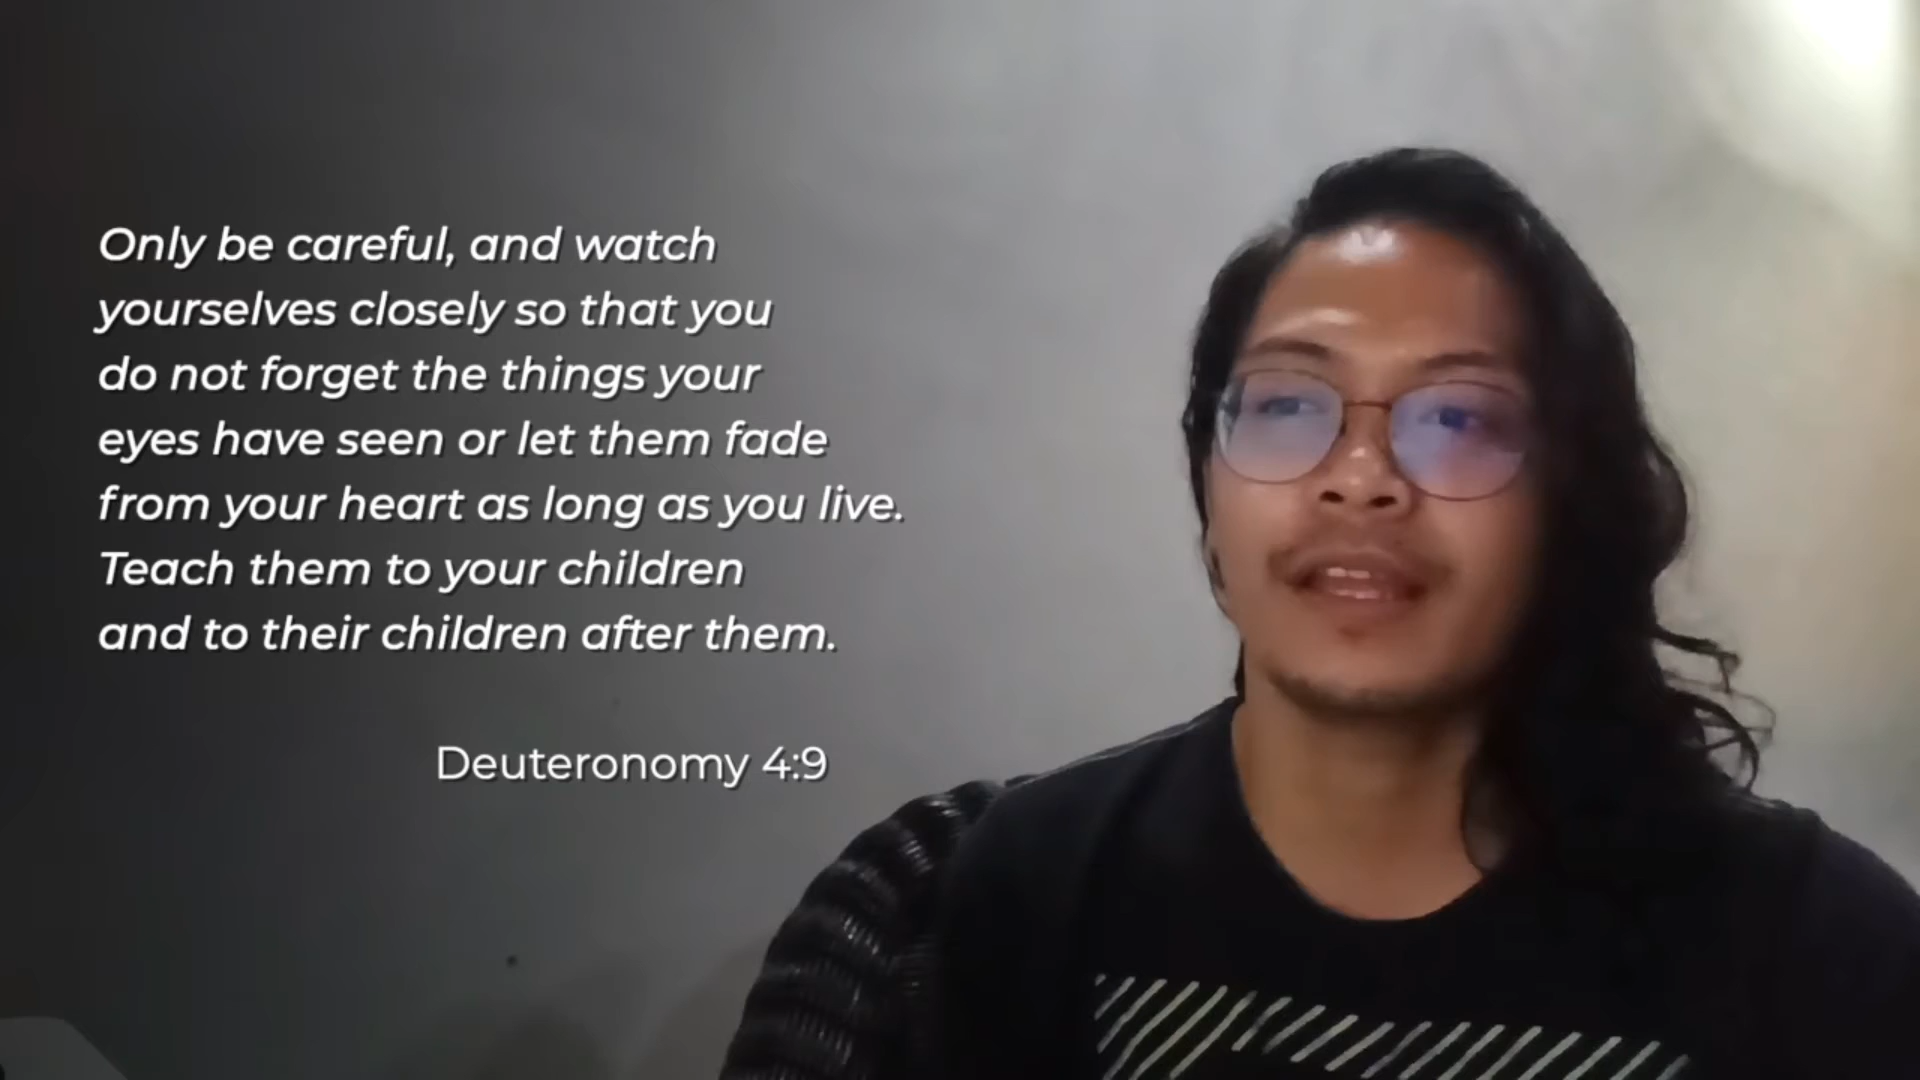 Only be careful, and watch
yourselves closely so that you
do not forget the things your
eyes have seen or let them fade
from your heart as long as you live.
Teach them to your children
and to their children after them.
Deuteronomy 4:9